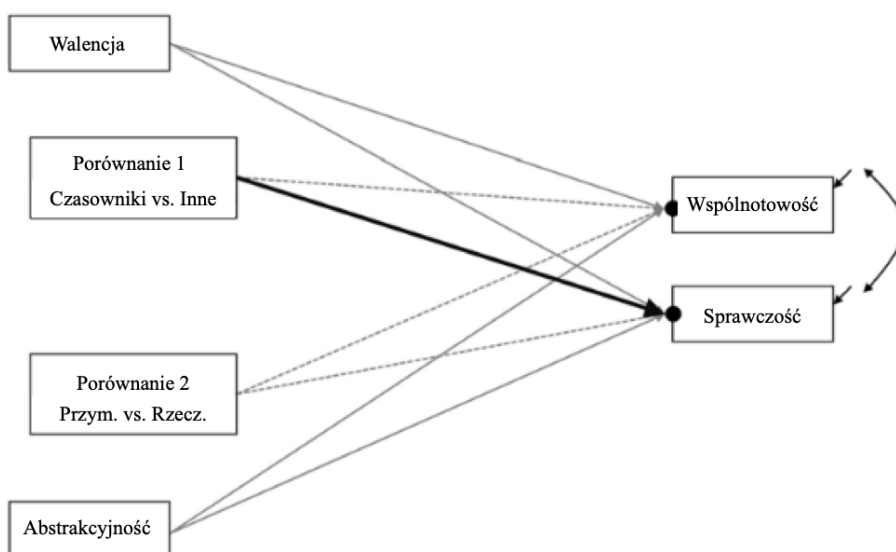 Walencja
Porównanie 1
Czasowniki vs. Inne
Wspólnotowość
Sprawczość
Porównanie 2
Przym. vs. Rzecz.
Abstrakcyjność